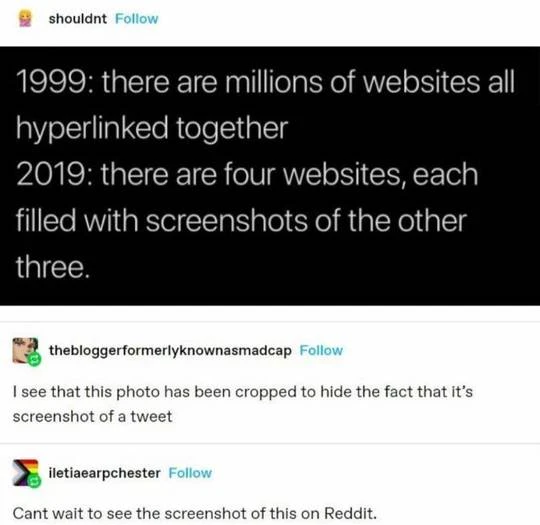 shouldnt Follow
1999: there are millions of websites all
hyperlinked together
2019: there are four websites, each
filled with screenshots of the other
three.
thebloggerformerlyknownasmadcap Follow
I see that this photo has been cropped to hide the fact that it's
screenshot of a tweet
iletiaearpchester Follow
Cant wait to see the screenshot of this on Reddit.